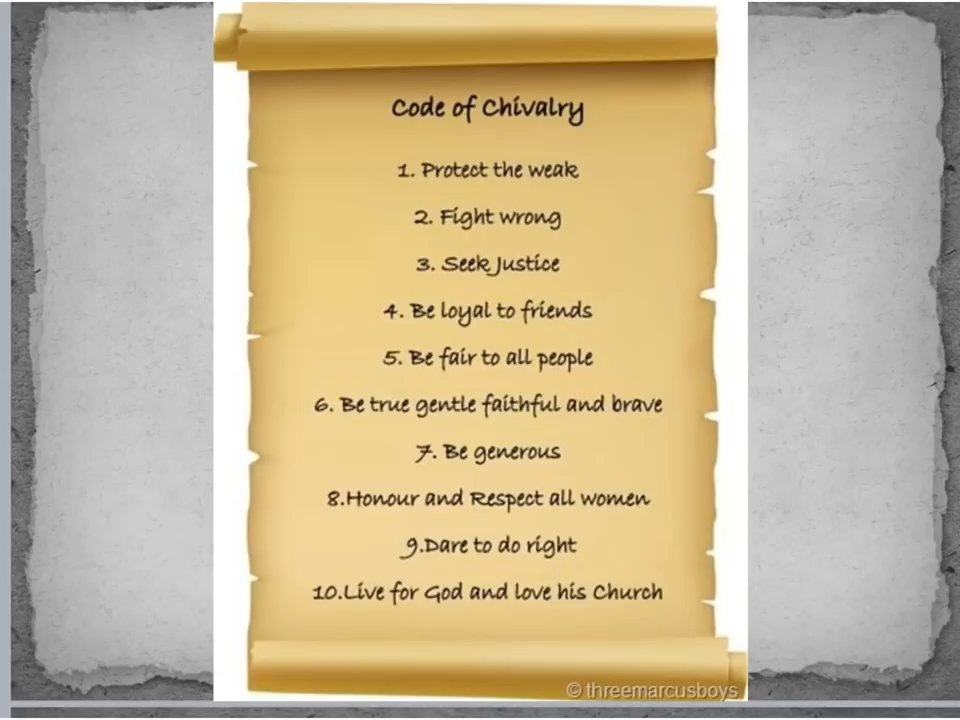 Code of Chivalry
1. Protect the weak
2. Fight wrong
3. Seek Justice
4. Be loyal to friends
5. Be fair to all people
6. Be true gentle faithful and brave
7. Be generous
8.Honour and Respect all women
9.Dare to do right
10.Live for God and love his Church
© threemarcusboys